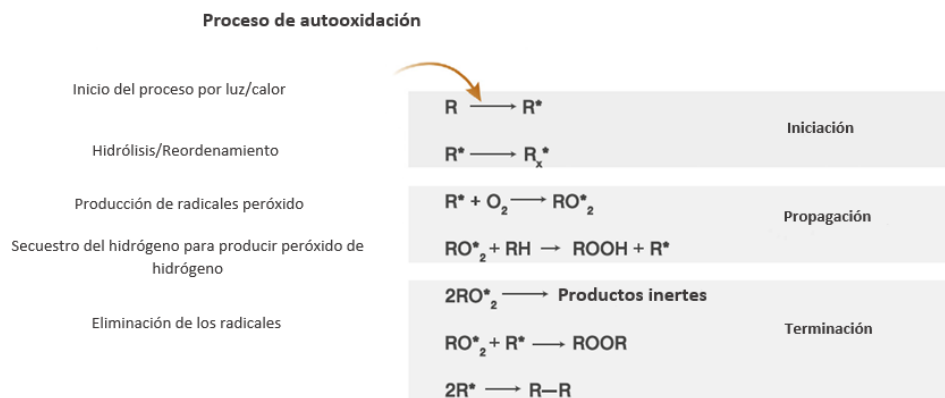 Proceso de autooxidación
Inicio del proceso por luz/calor
R ⟶ R*
Iniciación
Hidrólisis/Reordenamiento
R* ⟶ Rₓ*
Producción de radicales peróxido
R* + O₂ ⟶ RO*₂
Propagación
Secuestro del hidrógeno para producir peróxido de
hidrógeno
RO*₂ + RH → ROOH + R*
2RO*₂ ⟶ Productos inertes
Eliminación de los radicales
Terminación
RO*₂ + R* ⟶ ROOR
2R* ⟶ R—R